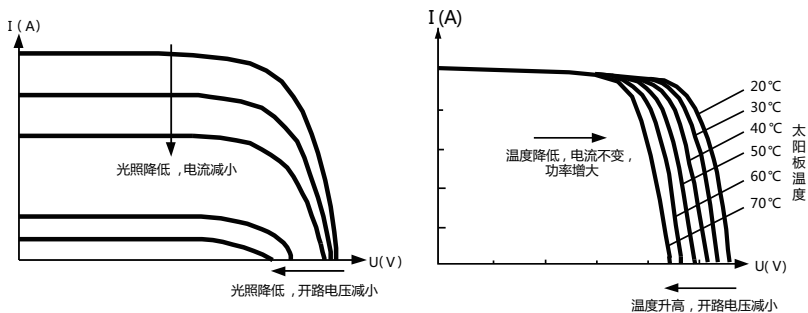 I (A)
光照降低 ，电流减小
U( V )
光照降低 ，开路电压减小
I (A)
20℃
30℃
40℃
50℃
60℃
70℃
太阳板温度
温度降低，电流不变，
功率增大
U( V )
温度升高，开路电压减小